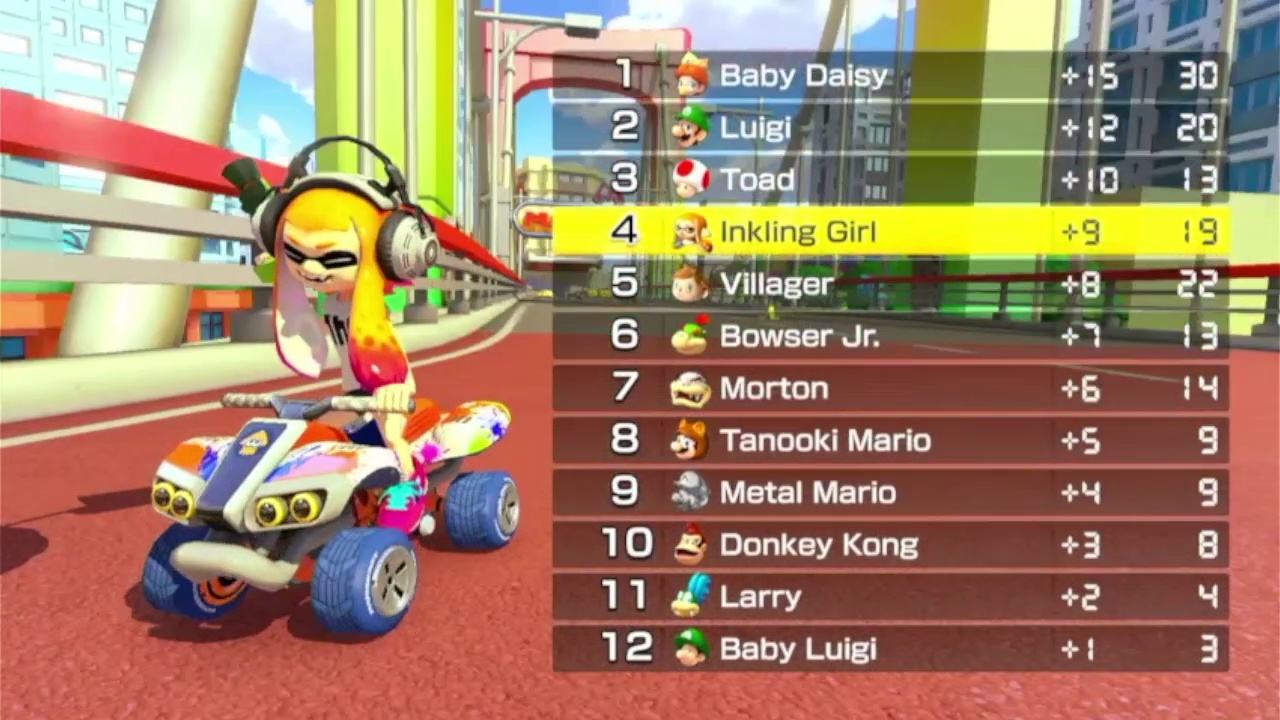 1 Baby Daisy +15 30
2 Luigi +12 20
3 Toad +10 13
4 Inkling Girl +9 19
5 Villager +8 22
6 Bowser Jr. +7 13
7 Morton +6 14
8 Tanooki Mario +5 9
9 Metal Mario +4 9
10 Donkey Kong +3 8
11 Larry +2 4
12 Baby Luigi +1 3